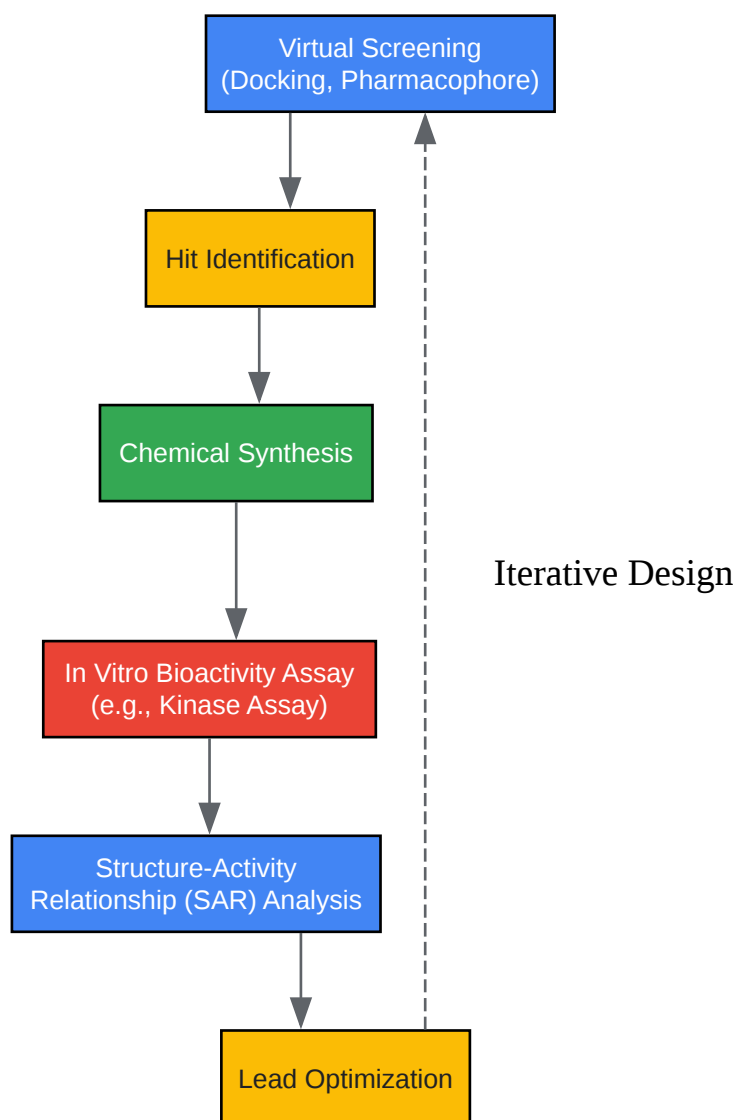 Virtual Screening
(Docking, Pharmacophore)
Hit Identification
Chemical Synthesis
Iterative Design
In Vitro Bioactivity Assay
(e.g., Kinase Assay)
Structure-Activity
Relationship (SAR) Analysis
Lead Optimization